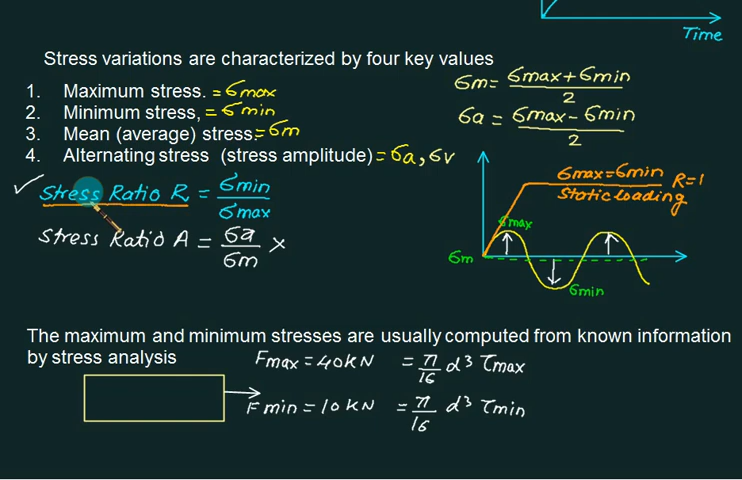 Time
Stress variations are characterized by four key values
1. Maximum stress. = 6max
2. Minimum stress, = 6min
3. Mean (average) stress = 6m
4. Alternating stress (stress amplitude) = 6a, 6v
6m = 6max + 6min / 2
6a = 6max - 6min / 2
Stress Ratio R = 6min / 6max
Stress Ratio A = 6a / 6m ×
6max = 6min R=1
Static loading
6max
6m
6min
The maximum and minimum stresses are usually computed from known information
by stress analysis
Fmax = 40KN = π/16 d³ τmax
Fmin = 10KN = π/16 d³ τmin